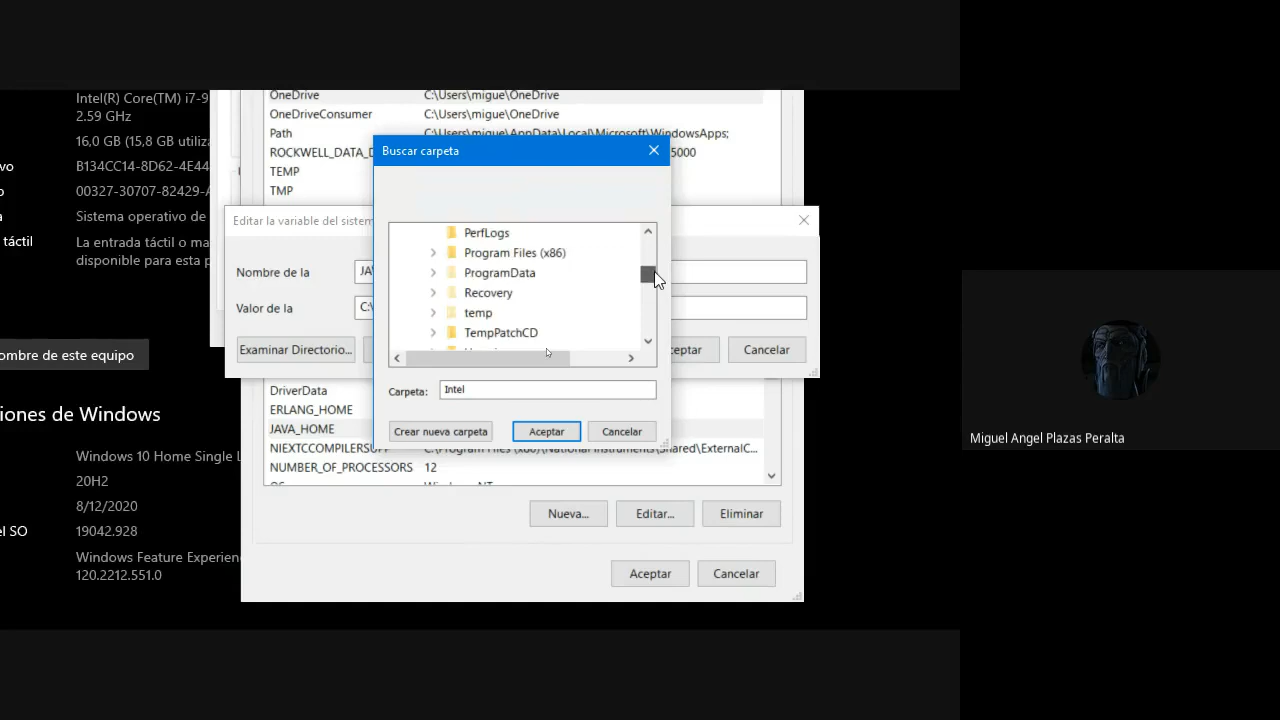 Intel(R) Core(TM) i7-9
2.59 GHz
16,0 GB (15,8 GB utiliza
vo B134CC14-8D62-4E44
o 00327-30707-82429-A
a Sistema operativo de
táctil La entrada táctil o ma
disponible para esta p
ombre de este equipo
iones de Windows
Windows 10 Home Single L
20H2
8/12/2020
el SO 19042.928
Windows Feature Experien
120.2212.551.0
OneDrive C:\Users\migue\OneDrive
OneDriveConsumer C:\Users\migue\OneDrive
Path C:\Users\migue\AppData\Local\Microsoft\WindowsApps;
ROCKWELL_DATA_D 5000
TEMP
TMP
Editar la variable del sistem
Nombre de la JAV
Valor de la C:\
Examinar Directorio... ceptar Cancelar
Buscar carpeta
PerfLogs
Program Files (x86)
ProgramData
Recovery
temp
TempPatchCD
Carpeta: Intel
Crear nueva carpeta Aceptar Cancelar
DriverData
ERLANG_HOME
JAVA_HOME
NIEXTCCOMPILERSUPP C:\Program Files (x86)\National Instruments\Shared\ExternalC...
NUMBER_OF_PROCESSORS 12
OS Windows_NT
Nueva... Editar... Eliminar
Aceptar Cancelar
Miguel Angel Plazas Peralta